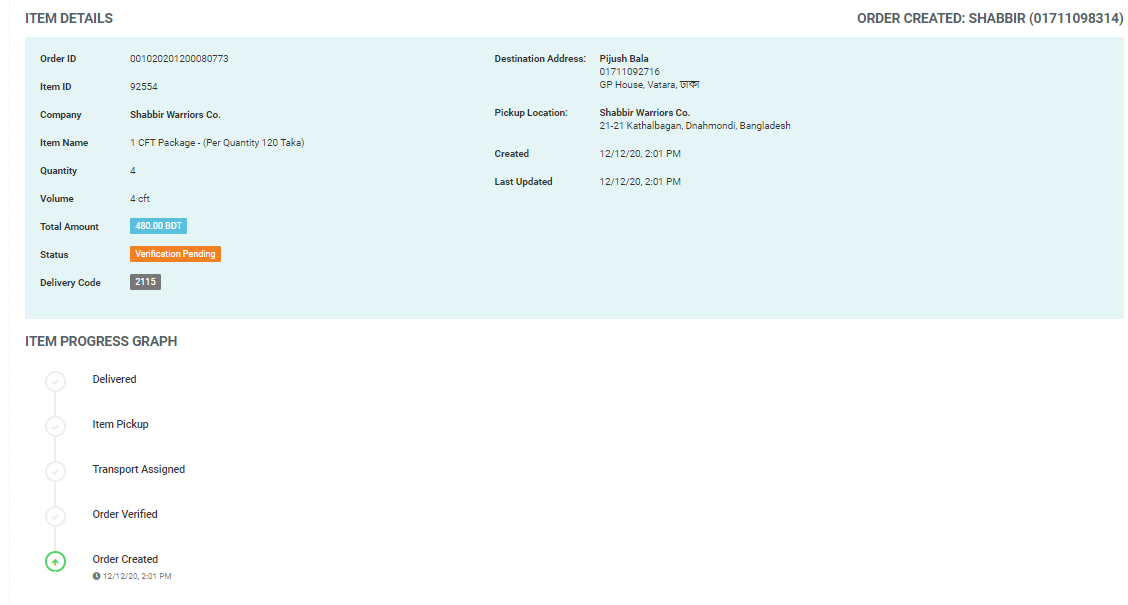 ITEM DETAILS
ORDER CREATED: SHABBIR (01711098314)
Order ID 001020201200080773
Item ID 92554
Company Shabbir Warriors Co.
Item Name 1 CFT Package - (Per Quantity 120 Taka)
Quantity 4
Volume 4 cft
Total Amount 480.00 BDT
Status Verification Pending
Delivery Code 2115
Destination Address: Pijush Bala
01711092716
GP House, Vatara, ঢাকা
Pickup Location: Shabbir Warriors Co.
21-21 Kathalbagan, Dnahmondi, Bangladesh
Created 12/12/20, 2:01 PM
Last Updated 12/12/20, 2:01 PM
ITEM PROGRESS GRAPH
Delivered
Item Pickup
Transport Assigned
Order Verified
Order Created
12/12/20, 2:01 PM